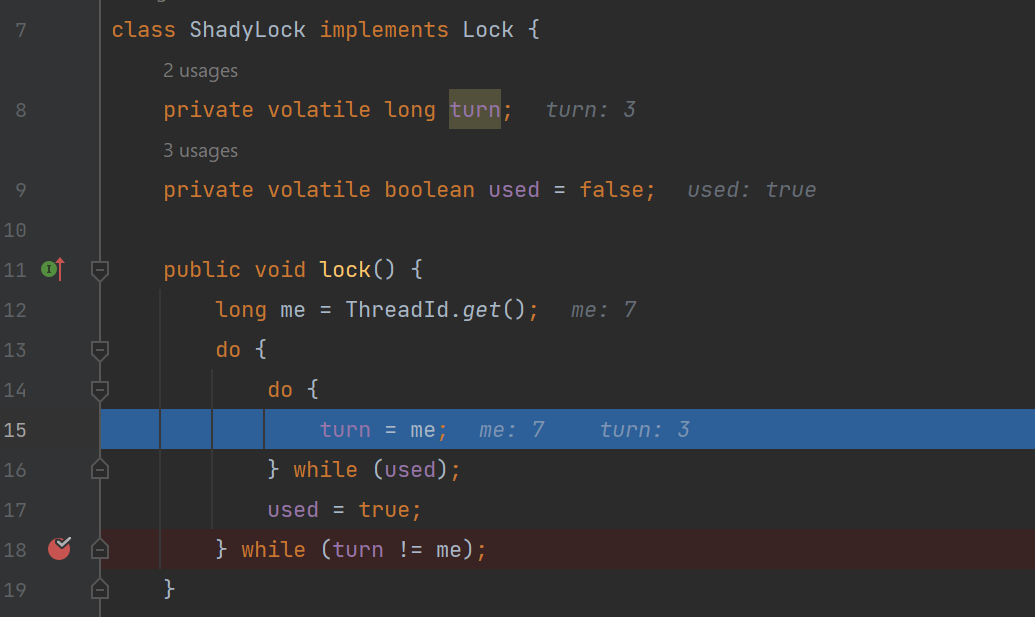 7 class ShadyLock implements Lock {
2 usages
8 private volatile long turn; turn: 3
3 usages
9 private volatile boolean used = false; used: true
10
11 I public void lock() {
12 long me = ThreadId.get(); me: 7
13 do {
14 do {
15 turn = me; me: 7 turn: 3
16 } while (used);
17 used = true;
18 } while (turn != me);
19 }